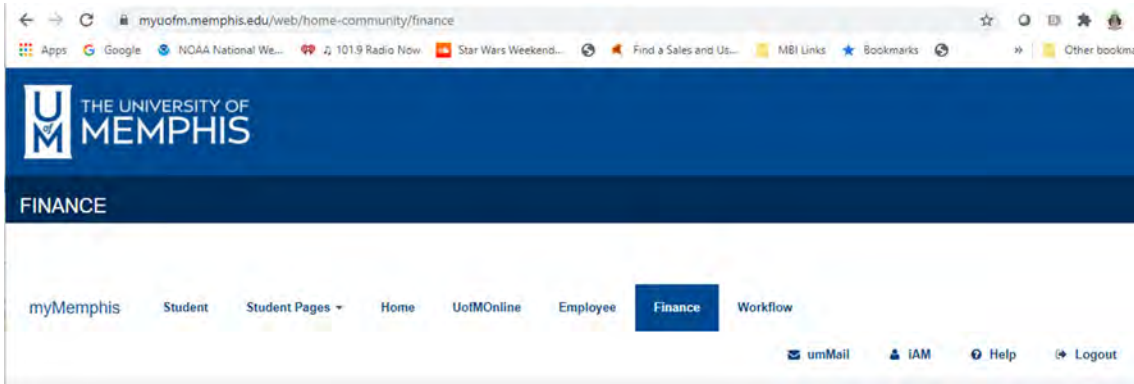 myuofm.memphis.edu/web/home-community/finance
Apps Google NOAA National We... 101.9 Radio Now Star Wars Weekend... Find a Sales and Us... MBI Links Bookmarks » Other bookma
UofM THE UNIVERSITY OF
MEMPHIS
FINANCE
myMemphis Student Student Pages Home UofMOnline Employee Finance Workflow
umMail iAM Help Logout